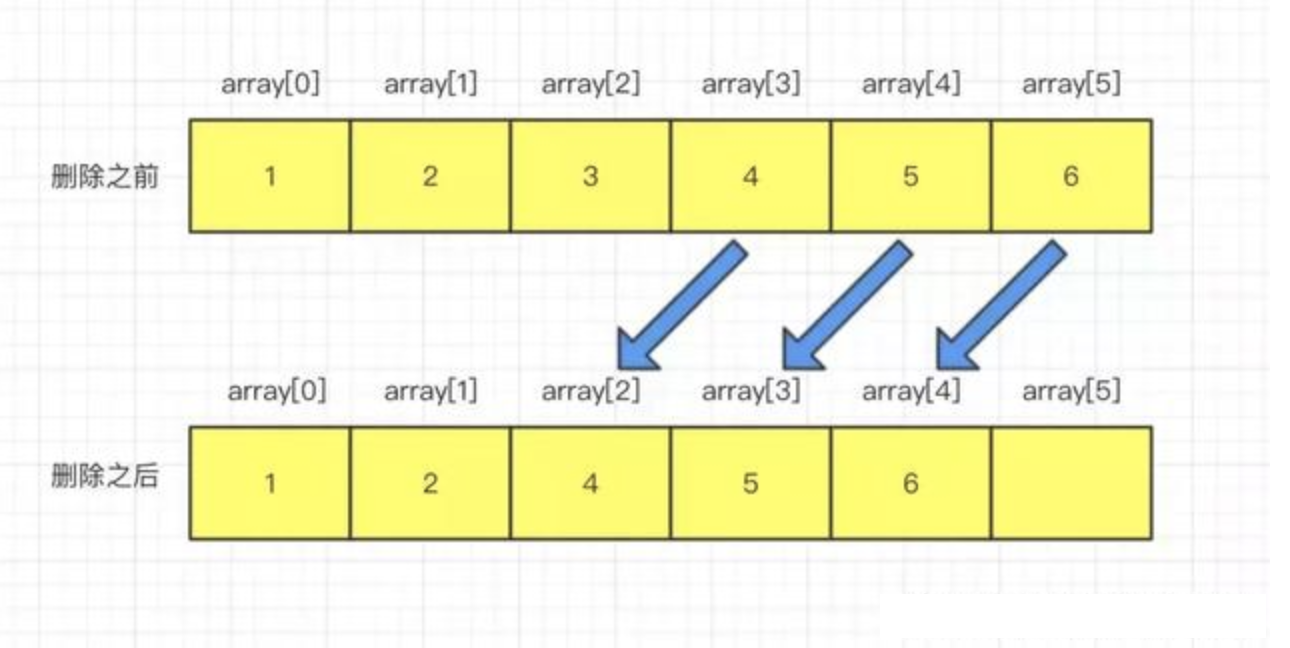 array[0] array[1] array[2] array[3] array[4] array[5]
删除之前 1 2 3 4 5 6
array[0] array[1] array[2] array[3] array[4] array[5]
删除之后 1 2 4 5 6